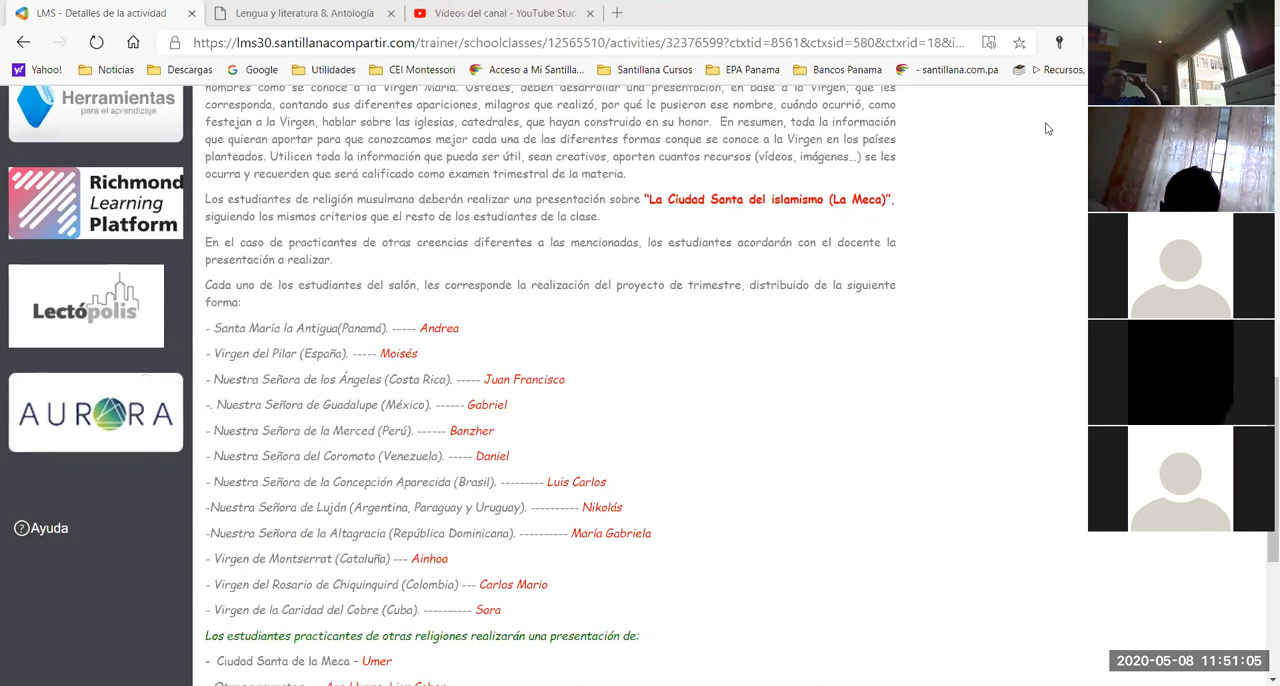 LMS - Detalles de la actividad
Lengua y literatura 8. Antología
Vídeos del canal - YouTube Stud
https://lms30.santillanacompartir.com/trainer/schoolclasses/12565510/activities/32376599?ctxtid=8561&ctxsid=580&ctxrid=18&i...
Yahoo! Noticias Descargas Google Utilidades CEI Montessori Acceso a Mi Santilla... Santillana Cursos EPA Panama Bancos Panama - santillana.com.pa Recursos,
Herramientas
para el aprendizaje
Richmond
Learning
Platform
Lectópolis
AURORA
Ayuda
nombres como se conoce a la Virgen María. Ustedes, deben desarrollar una presentación, en base a la Virgen, que les
corresponda, contando sus diferentes apariciones, milagros que realizó, por qué le pusieron ese nombre, cuándo ocurrió, como
festejan a la Virgen, hablar sobre las iglesias, catedrales, que hayan construido en su honor. En resumen, toda la información
que quieran aportar para que conozcamos mejor cada una de las diferentes formas conque se conoce a la Virgen en los países
planteados. Utilicen toda la información que pueda ser útil, sean creativos, aporten cuantos recursos (vídeos, imágenes...) se les
ocurra y recuerden que será calificado como examen trimestral de la materia.
Los estudiantes de religión musulmana deberán realizar una presentación sobre "La Ciudad Santa del islamismo (La Meca)",
siguiendo los mismos criterios que el resto de los estudiantes de la clase.
En el caso de practicantes de otras creencias diferentes a las mencionadas, los estudiantes acordarán con el docente la
presentación a realizar.
Cada uno de los estudiantes del salón, les corresponde la realización del proyecto de trimestre, distribuido de la siguiente
forma:
- Santa María la Antigua(Panamá). ----- Andrea
- Virgen del Pilar (España). ----- Moisés
- Nuestra Señora de los Ángeles (Costa Rica). ----- Juan Francisco
-. Nuestra Señora de Guadalupe (México). ------ Gabriel
- Nuestra Señora de la Merced (Perú). ------ Banzher
- Nuestra Señora del Coromoto (Venezuela). ----- Daniel
- Nuestra Señora de la Concepción Aparecida (Brasil). --------- Luis Carlos
-Nuestra Señora de Luján (Argentina, Paraguay y Uruguay). ---------- Nikolás
-Nuestra Señora de la Altagracia (República Dominicana). ---------- María Gabriela
- Virgen de Montserrat (Cataluña) --- Ainhoa
- Virgen del Rosario de Chiquinquirá (Colombia) --- Carlos Mario
- Virgen de la Caridad del Cobre (Cuba). ---------- Sara
Los estudiantes practicantes de otras religiones realizarán una presentación de:
- Ciudad Santa de la Meca – Umer
2020-05-08 11:51:05